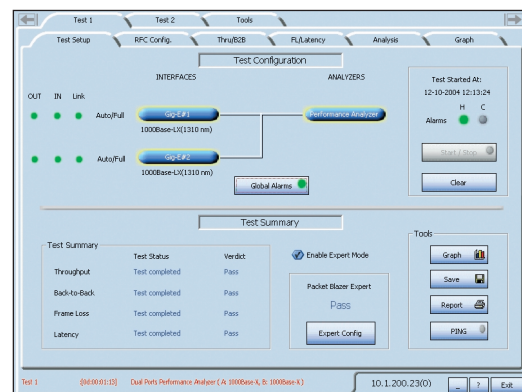 Test 1 Test 2 Tools
Test Setup RFC Config. Thru/B2B FL/Latency Analysis Graph
Test Configuration
INTERFACES ANALYZERS
OUT IN Link
Auto/Full Gig-E#1 Performance Analyzer
1000Base-LX(1310 nm)
Auto/Full Gig-E#2
1000Base-LX(1310 nm)
Global Alarms
Test Started At:
12-10-2004 12:13:24
H C
Alarms
Start / Stop
Clear
Test Summary
Test Summary
Test Status Verdict
Throughput Test completed Pass
Back-to-Back Test completed Pass
Frame Loss Test completed Pass
Latency Test completed Pass
Enable Expert Mode
Packet Blazer Expert
Pass
Expert Config
Tools
Graph
Save
Report
PING
Test 1 [0d:00:01:13] Dual Ports Performance Analyzer ( A: 1000Base-X, B: 1000Base-X ) 10.1.200.23(0) _ ? Exit